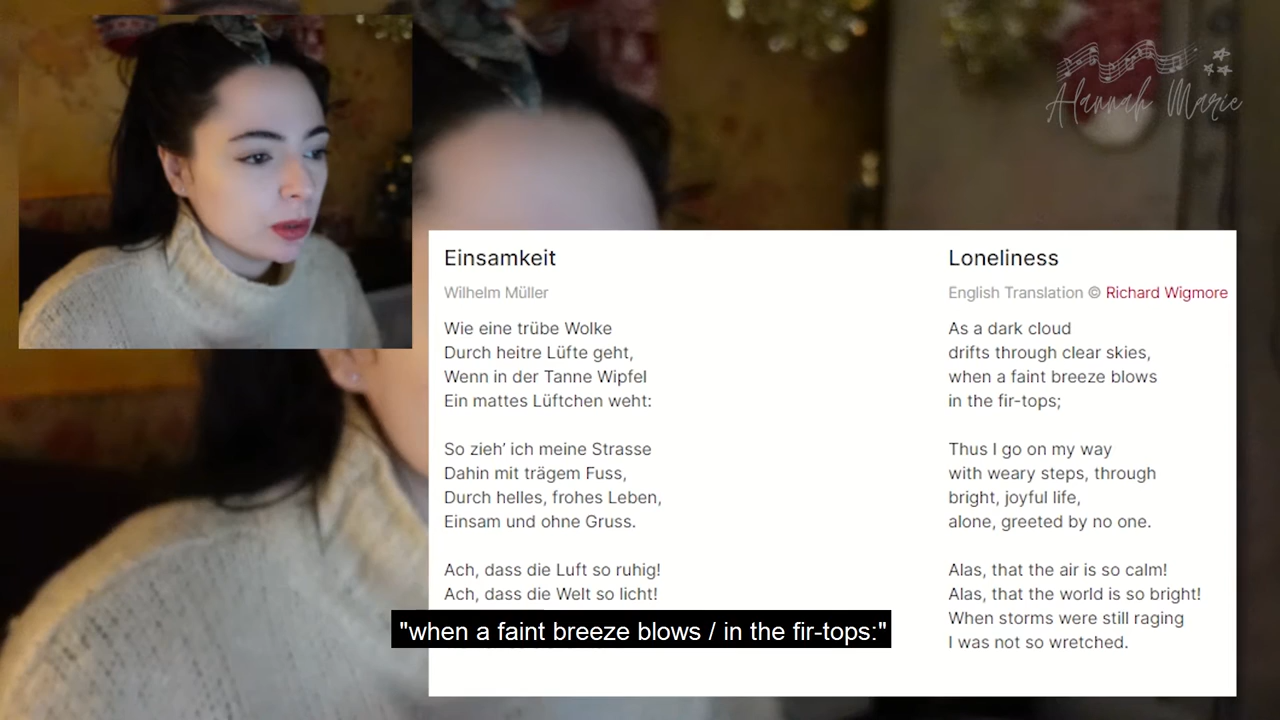 Alannah Marie
Einsamkeit
Wilhelm Müller
Wie eine trübe Wolke
Durch heitre Lüfte geht,
Wenn in der Tanne Wipfel
Ein mattes Lüftchen weht:
So zieh’ ich meine Strasse
Dahin mit trägem Fuss,
Durch helles, frohes Leben,
Einsam und ohne Gruss.
Ach, dass die Luft so ruhig!
Ach, dass die Welt so licht!
Loneliness
English Translation © Richard Wigmore
As a dark cloud
drifts through clear skies,
when a faint breeze blows
in the fir-tops;
Thus I go on my way
with weary steps, through
bright, joyful life,
alone, greeted by no one.
Alas, that the air is so calm!
Alas, that the world is so bright!
When storms were still raging
I was not so wretched.
"when a faint breeze blows / in the fir-tops:"